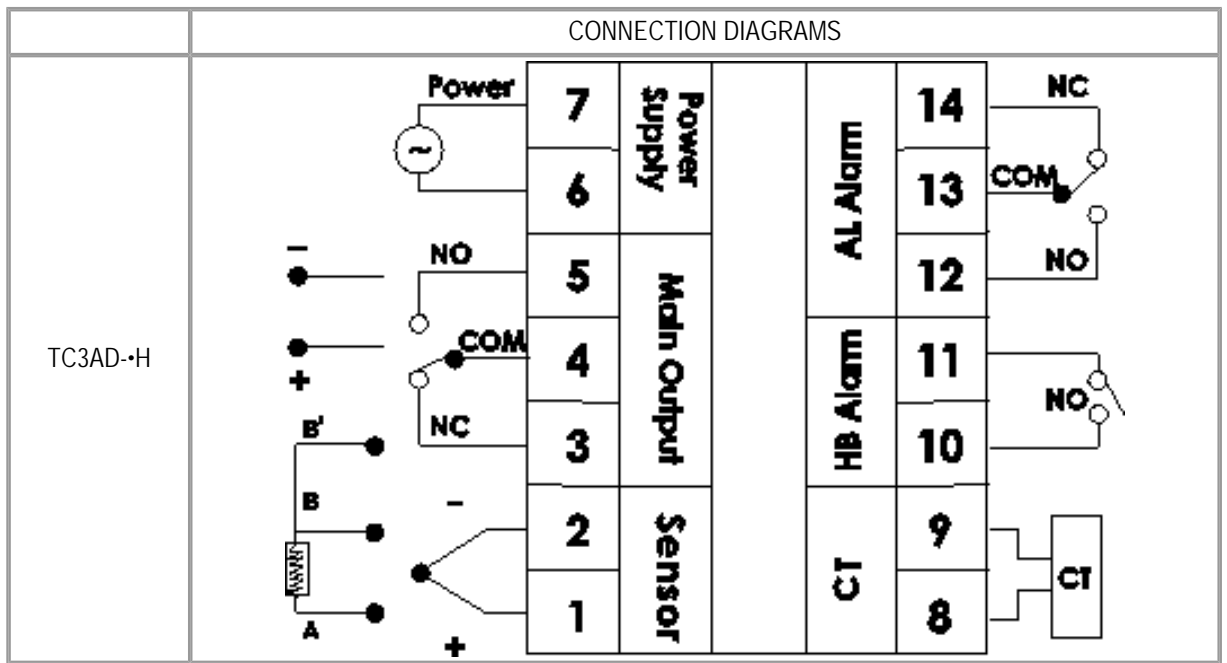 CONNECTION DIAGRAMS
TC3AD-•H
Power
7
6
Power
Supply
−
NO
5
COM
4
+
NC
3
Main Output
B'
B
A
−
2
1
+
Sensor
14
NC
13
COM
12
NO
AL Alarm
11
NO
10
HB Alarm
9
8
CT
CT